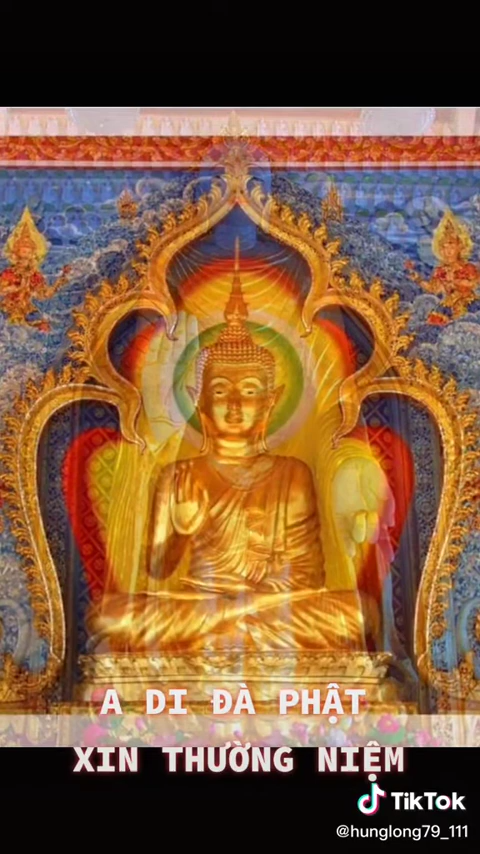 A DI ĐÀ PHẬT
XIN THƯỜNG NIỆM
TikTok
@hunglong79_111